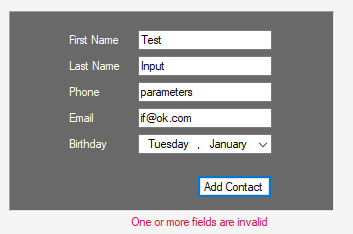 First Name Test
Last Name Input
Phone parameters
Email if@ok.com
Birthday Tuesday , January
Add Contact
One or more fields are invalid